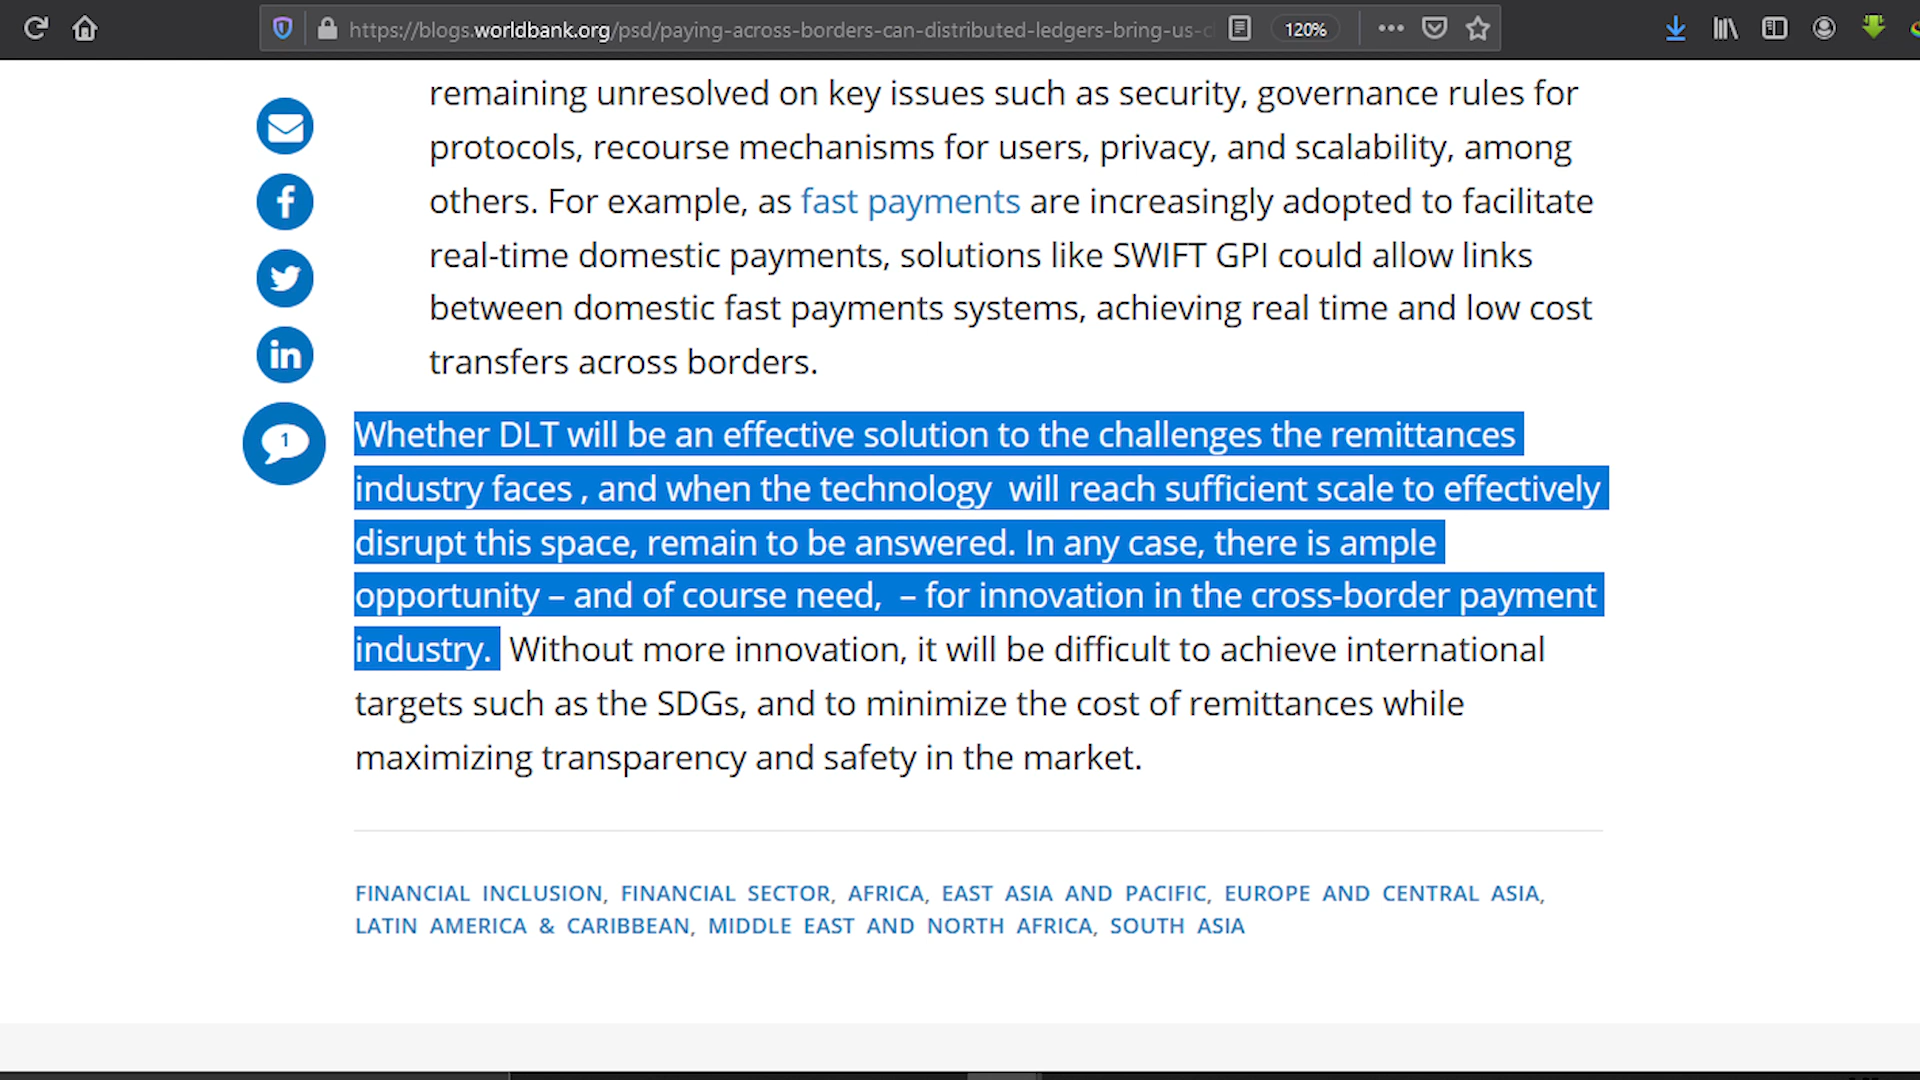 https://blogs.worldbank.org/psd/paying-across-borders-can-distributed-ledgers-bring-us-c
120%
remaining unresolved on key issues such as security, governance rules for
protocols, recourse mechanisms for users, privacy, and scalability, among
others. For example, as fast payments are increasingly adopted to facilitate
real-time domestic payments, solutions like SWIFT GPI could allow links
between domestic fast payments systems, achieving real time and low cost
transfers across borders.
1
Whether DLT will be an effective solution to the challenges the remittances
industry faces , and when the technology  will reach sufficient scale to effectively
disrupt this space, remain to be answered. In any case, there is ample
opportunity – and of course need,  – for innovation in the cross-border payment
industry. Without more innovation, it will be difficult to achieve international
targets such as the SDGs, and to minimize the cost of remittances while
maximizing transparency and safety in the market.
FINANCIAL INCLUSION, FINANCIAL SECTOR, AFRICA, EAST ASIA AND PACIFIC, EUROPE AND CENTRAL ASIA,
LATIN AMERICA & CARIBBEAN, MIDDLE EAST AND NORTH AFRICA, SOUTH ASIA